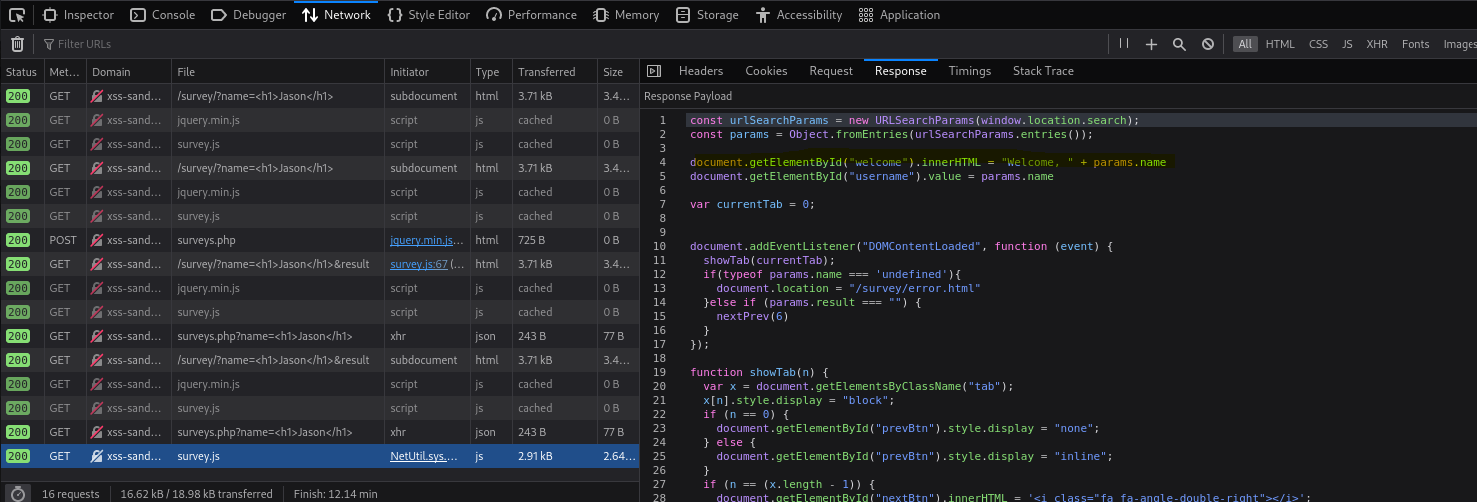 Inspector Console Debugger Network Style Editor Performance Memory Storage Accessibility Application
Filter URLs All HTML CSS JS XHR Fonts Images
Status Met... Domain File Initiator Type Transferred Size
200 GET xss-sand... /survey/?name=<h1>Jason</h1> subdocument html 3.71 kB 3.4...
200 GET xss-sand... jquery.min.js script js cached 0 B
200 GET xss-sand... survey.js script js cached 0 B
200 GET xss-sand... /survey/?name=<h1>Jason</h1> subdocument html 3.71 kB 3.4...
200 GET xss-sand... jquery.min.js script js cached 0 B
200 GET xss-sand... survey.js script js cached 0 B
200 POST xss-sand... surveys.php jquery.min.js... html 725 B
200 GET xss-sand... /survey/?name=<h1>Jason</h1>&result survey.js:67 (... html 3.71 kB 3.4...
200 GET xss-sand... jquery.min.js script js cached 0 B
200 GET xss-sand... survey.js script js cached 0 B
200 GET xss-sand... surveys.php?name=<h1>Jason</h1> xhr json 243 B 77 B
200 GET xss-sand... /survey/?name=<h1>Jason</h1>&result subdocument html 3.71 kB 3.4...
200 GET xss-sand... jquery.min.js script js cached 0 B
200 GET xss-sand... survey.js script js cached 0 B
200 GET xss-sand... surveys.php?name=<h1>Jason</h1> xhr json 243 B 77 B
200 GET xss-sand... survey.js NetUtil.sys.... js 2.91 kB 2.64...
16 requests 16.62 kB / 18.98 kB transferred Finish: 12.14 min
Headers Cookies Request Response Timings Stack Trace
Response Payload
1 const urlSearchParams = new URLSearchParams(window.location.search);
2 const params = Object.fromEntries(urlSearchParams.entries());
3
4 document.getElementById("welcome").innerHTML = "Welcome, " + params.name
5 document.getElementById("username").value = params.name
6
7 var currentTab = 0;
8
9
10 document.addEventListener("DOMContentLoaded", function (event) {
11 showTab(currentTab);
12 if(typeof params.name === 'undefined'){
13 document.location = "/survey/error.html"
14 }else if (params.result === "") {
15 nextPrev(6)
16 }
17 });
18
19 function showTab(n) {
20 var x = document.getElementsByClassName("tab");
21 x[n].style.display = "block";
22 if (n == 0) {
23 document.getElementById("prevBtn").style.display = "none";
24 } else {
25 document.getElementById("prevBtn").style.display = "inline";
26 }
27 if (n == (x.length - 1)) {
28 document.getElementById("nextBtn").innerHTML = '<i class="fa fa-angle-double-right"></i>';